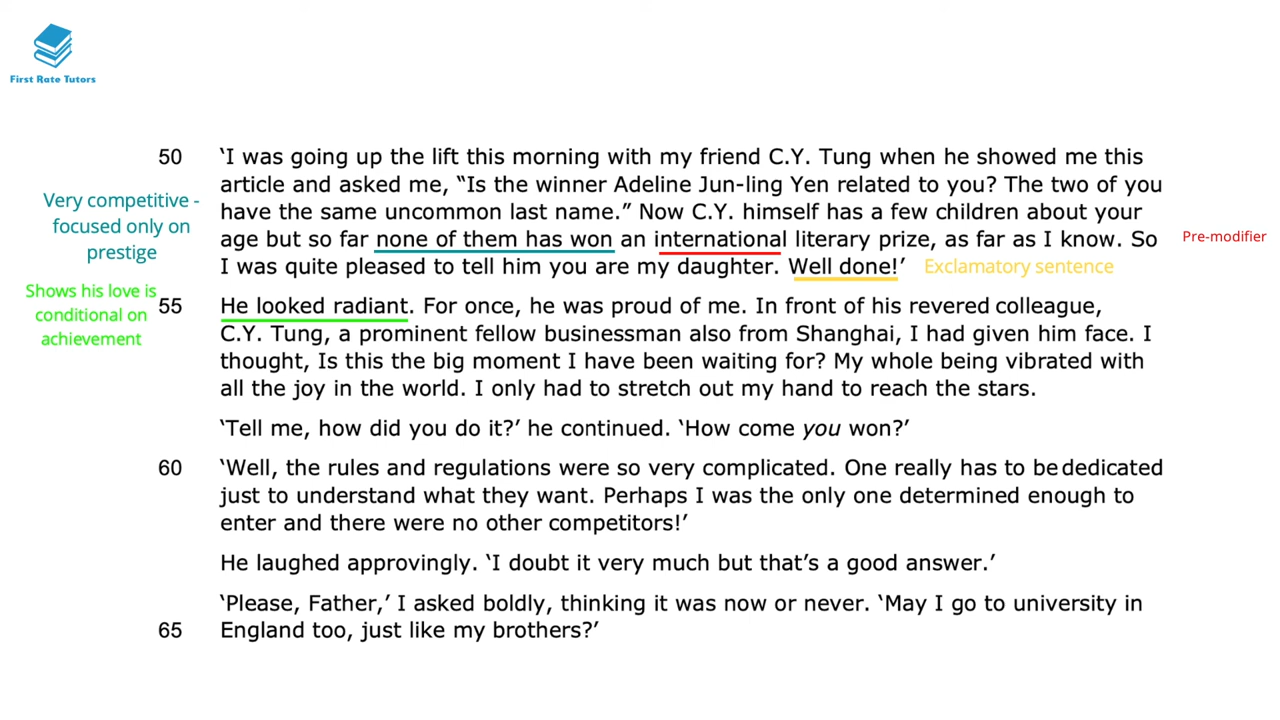 First Rate Tutors
50 ‘I was going up the lift this morning with my friend C.Y. Tung when he showed me this
article and asked me, “Is the winner Adeline Jun-ling Yen related to you? The two of you
have the same uncommon last name.” Now C.Y. himself has a few children about your
age but so far none of them has won an international literary prize, as far as I know. So
I was quite pleased to tell him you are my daughter. Well done!’
Very competitive -
focused only on
prestige
Pre-modifier
Exclamatory sentence
Shows his love is
conditional on
achievement
55 He looked radiant. For once, he was proud of me. In front of his revered colleague,
C.Y. Tung, a prominent fellow businessman also from Shanghai, I had given him face. I
thought, Is this the big moment I have been waiting for? My whole being vibrated with
all the joy in the world. I only had to stretch out my hand to reach the stars.
‘Tell me, how did you do it?’ he continued. ‘How come you won?’
60 ‘Well, the rules and regulations were so very complicated. One really has to be dedicated
just to understand what they want. Perhaps I was the only one determined enough to
enter and there were no other competitors!’
He laughed approvingly. ‘I doubt it very much but that’s a good answer.’
‘Please, Father,’ I asked boldly, thinking it was now or never. ‘May I go to university in
65 England too, just like my brothers?’